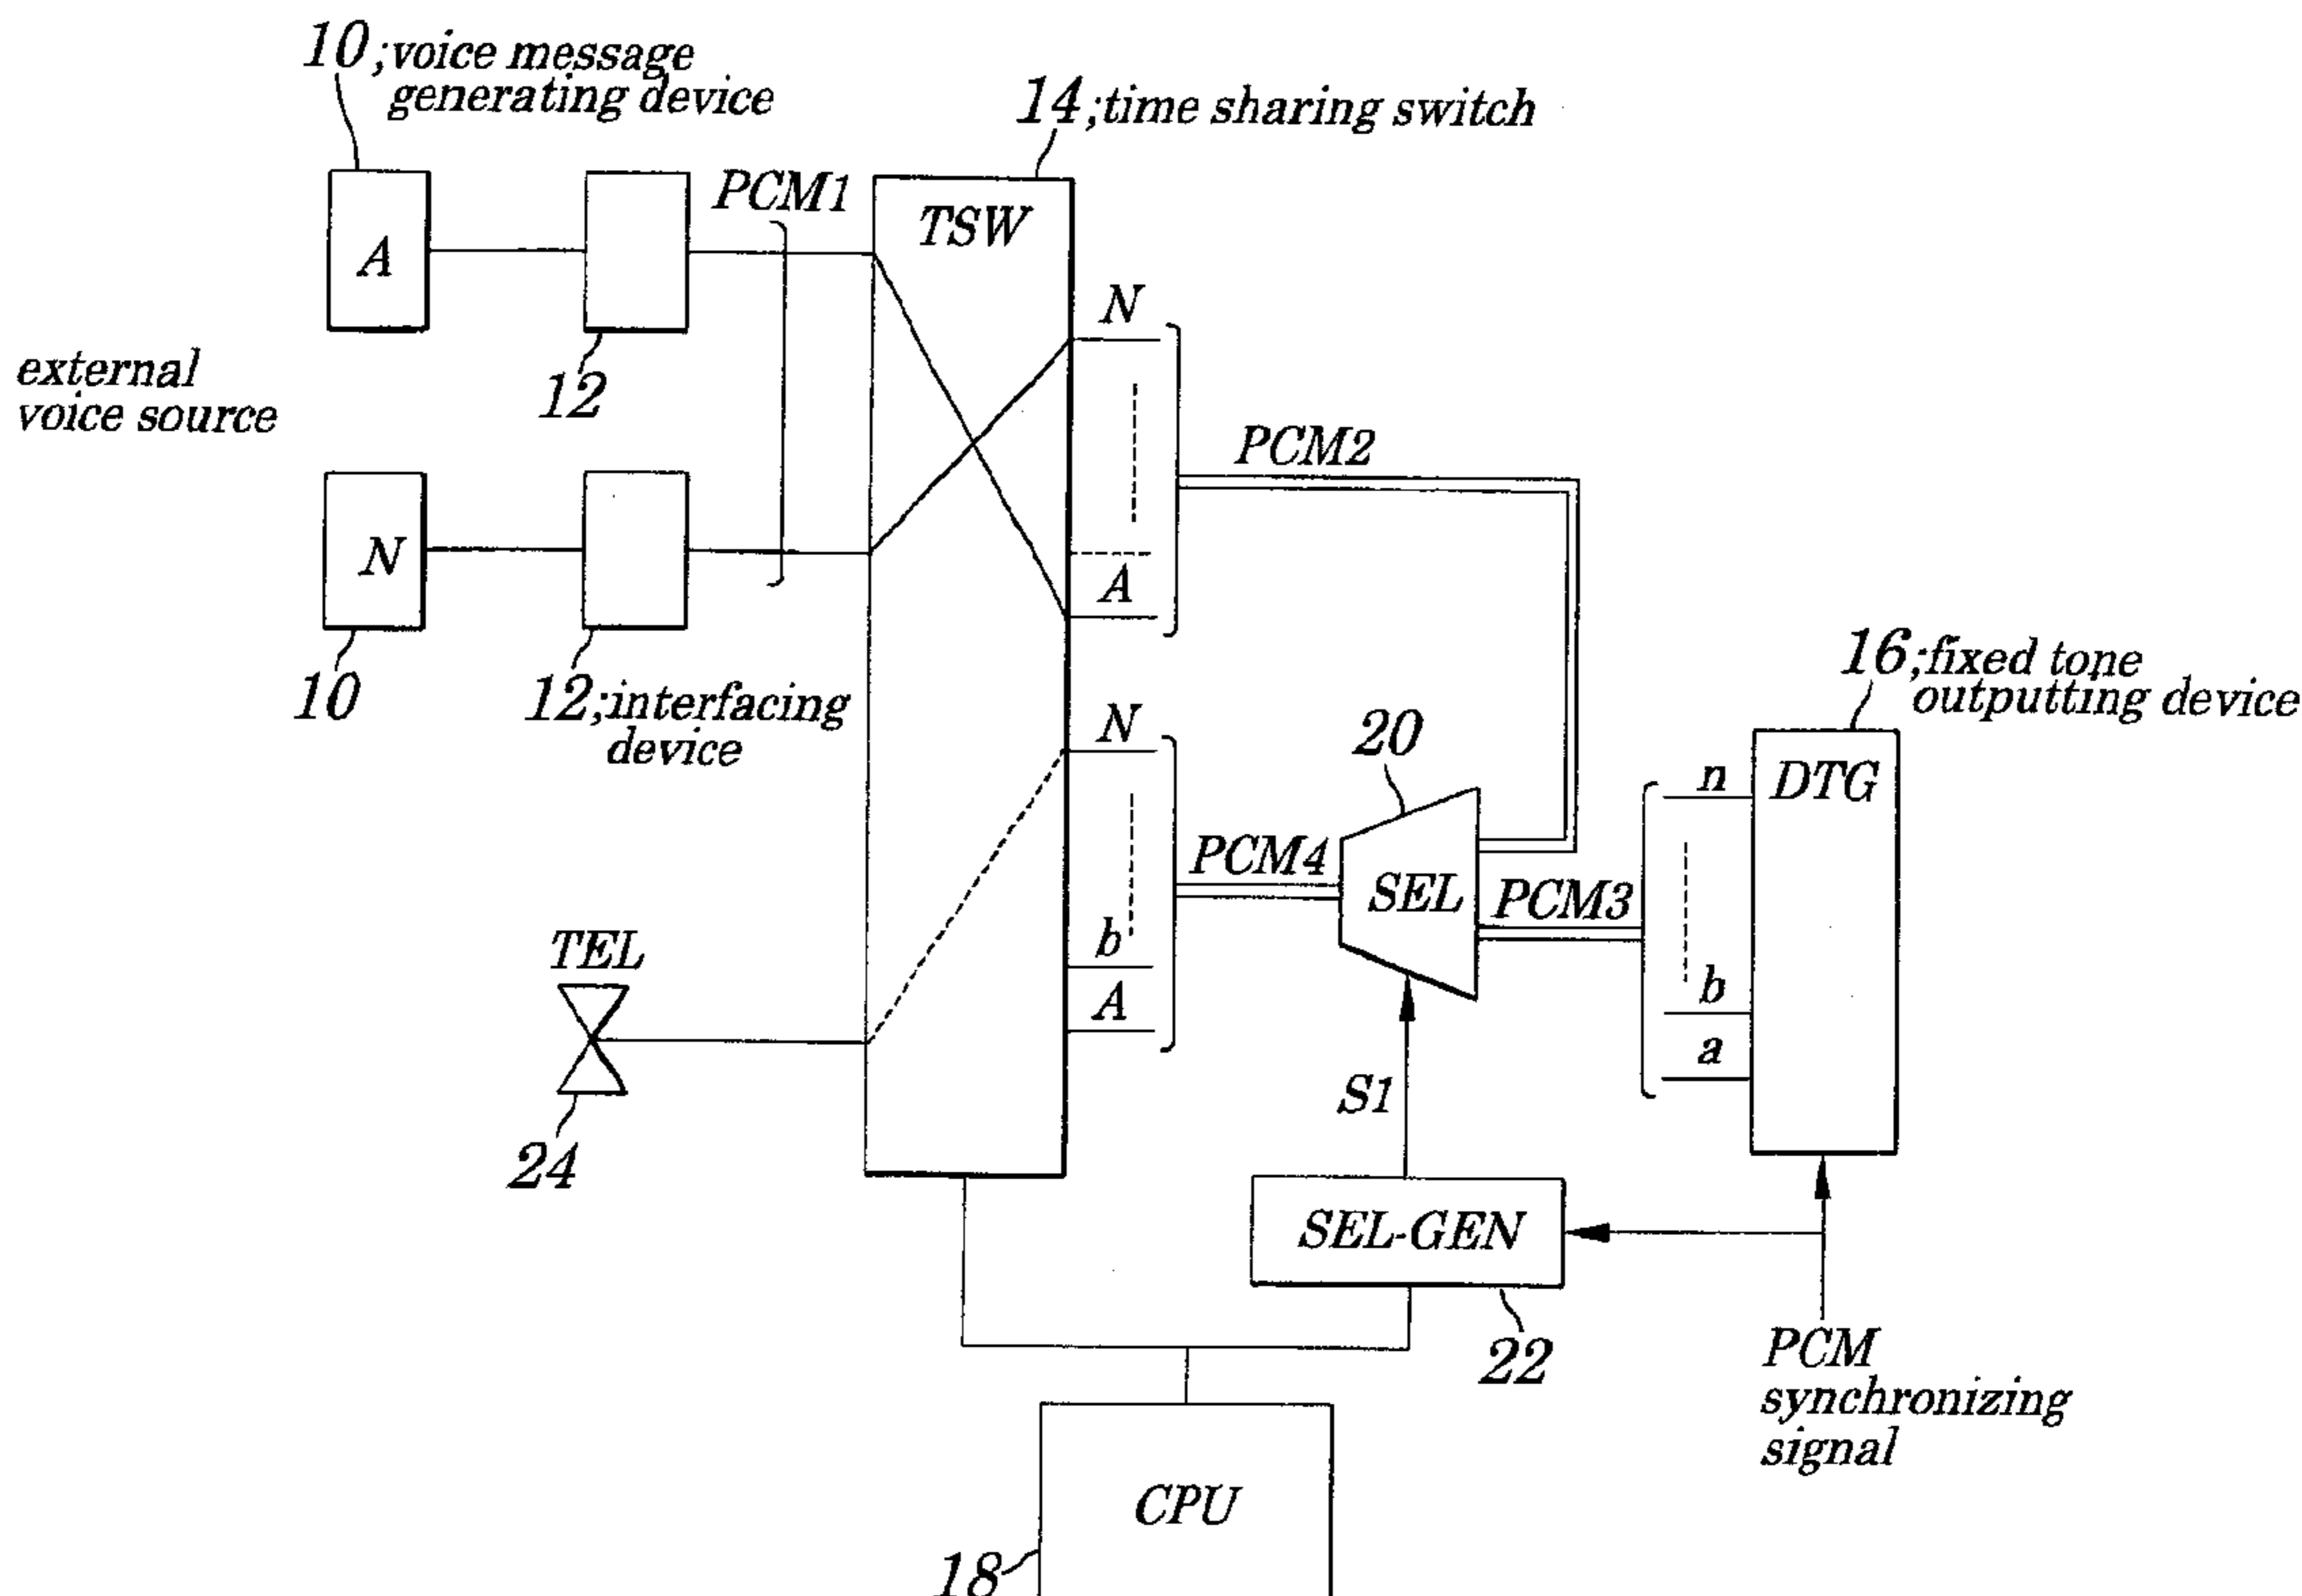 10;voice message
generating device
14;time sharing switch
PCM1
TSW
A
N
external
voice source
12
PCM2
N
A
10
12;interfacing
device
16;fixed tone
outputting device
N
20
n
DTG
PCM4
SEL
PCM3
b
b
A
a
TEL
24
S1
SEL-GEN
22
PCM
synchronizing
signal
CPU
18